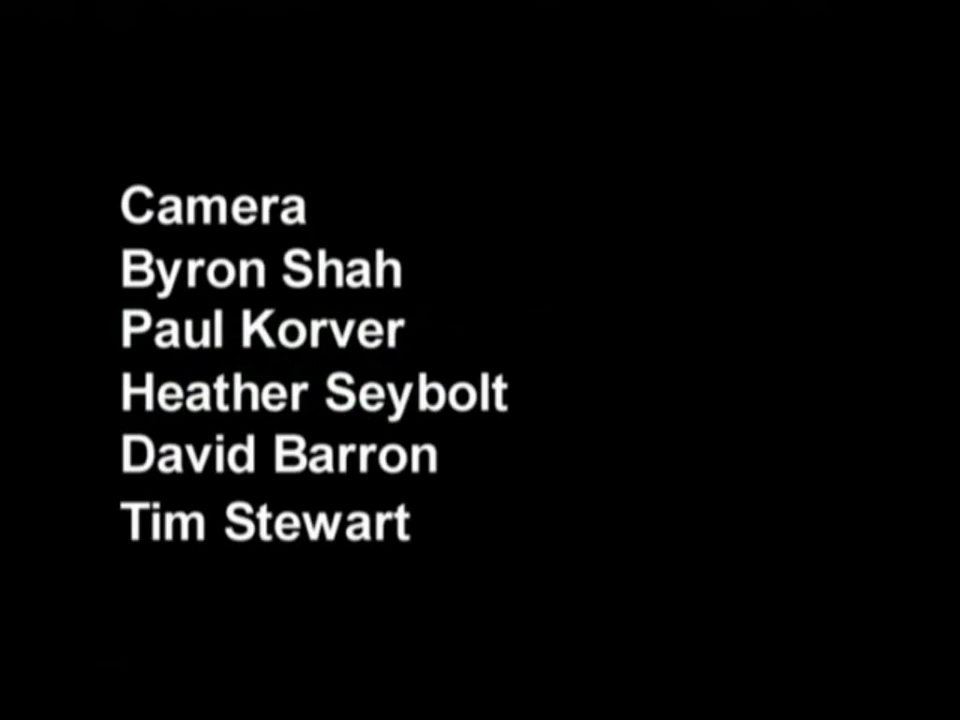 Camera
Byron Shah
Paul Korver
Heather Seybolt
David Barron
Tim Stewart